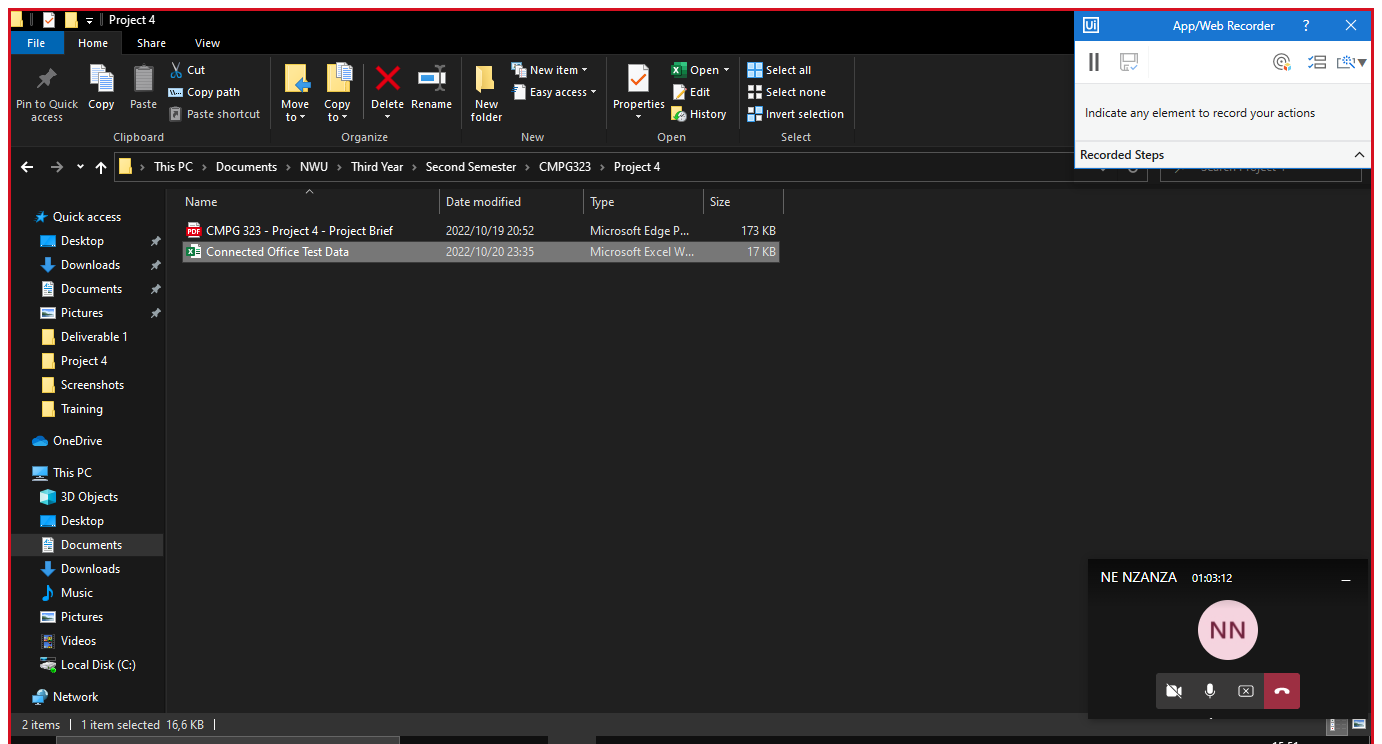 Project 4
File Home Share View
Pin to Quick access
Copy
Paste
Cut
Copy path
Paste shortcut
Clipboard
Move to
Copy to
Delete
Rename
Organize
New folder
New item
Easy access
New
Properties
Open
Edit
History
Open
Select all
Select none
Invert selection
Select
Ui App/Web Recorder ?
Indicate any element to record your actions
Recorded Steps
This PC > Documents > NWU > Third Year > Second Semester > CMPG323 > Project 4
Name Date modified Type Size
PDF CMPG 323 - Project 4 - Project Brief 2022/10/19 20:52 Microsoft Edge P... 173 KB
Connected Office Test Data 2022/10/20 23:35 Microsoft Excel W... 17 KB
Quick access
Desktop
Downloads
Documents
Pictures
Deliverable 1
Project 4
Screenshots
Training
OneDrive
This PC
3D Objects
Desktop
Documents
Downloads
Music
Pictures
Videos
Local Disk (C:)
Network
NE NZANZA 01:03:12
NN
2 items 1 item selected 16,6 KB